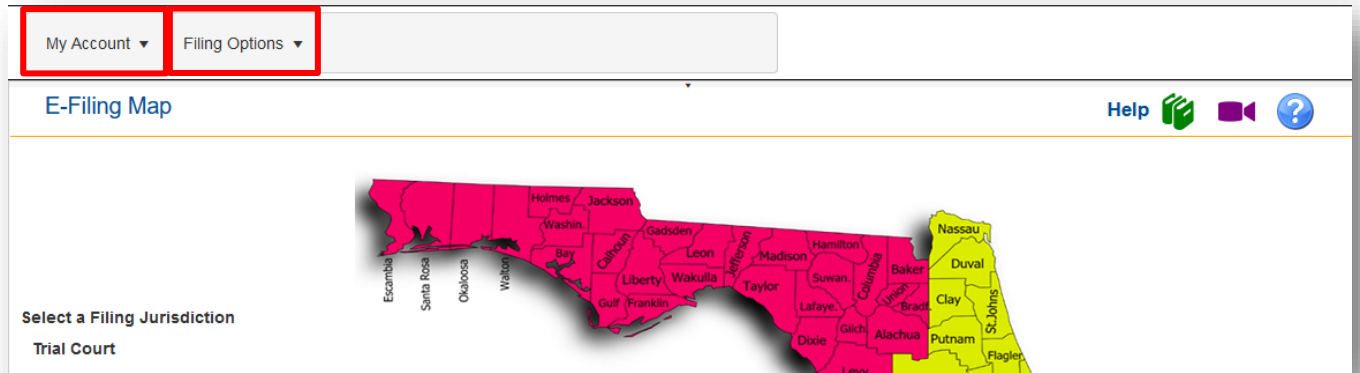 My Account Filing Options
E-Filing Map
Help
Holmes Jackson
Washin.
Bay
Calhoun
Gadsden
Liberty
Gulf Franklin
Leon
Wakulla
Jefferson
Madison
Taylor
Hamilton
Suwan.
Lafaye.
Columbia
Baker
Union
Bradf.
Dixie
Gilch
Alachua
Levy
Nassau
Duval
Clay
St.Johns
Putnam
Flagler
Escambia
Santa Rosa
Okaloosa
Walton
Select a Filing Jurisdiction
Trial Court